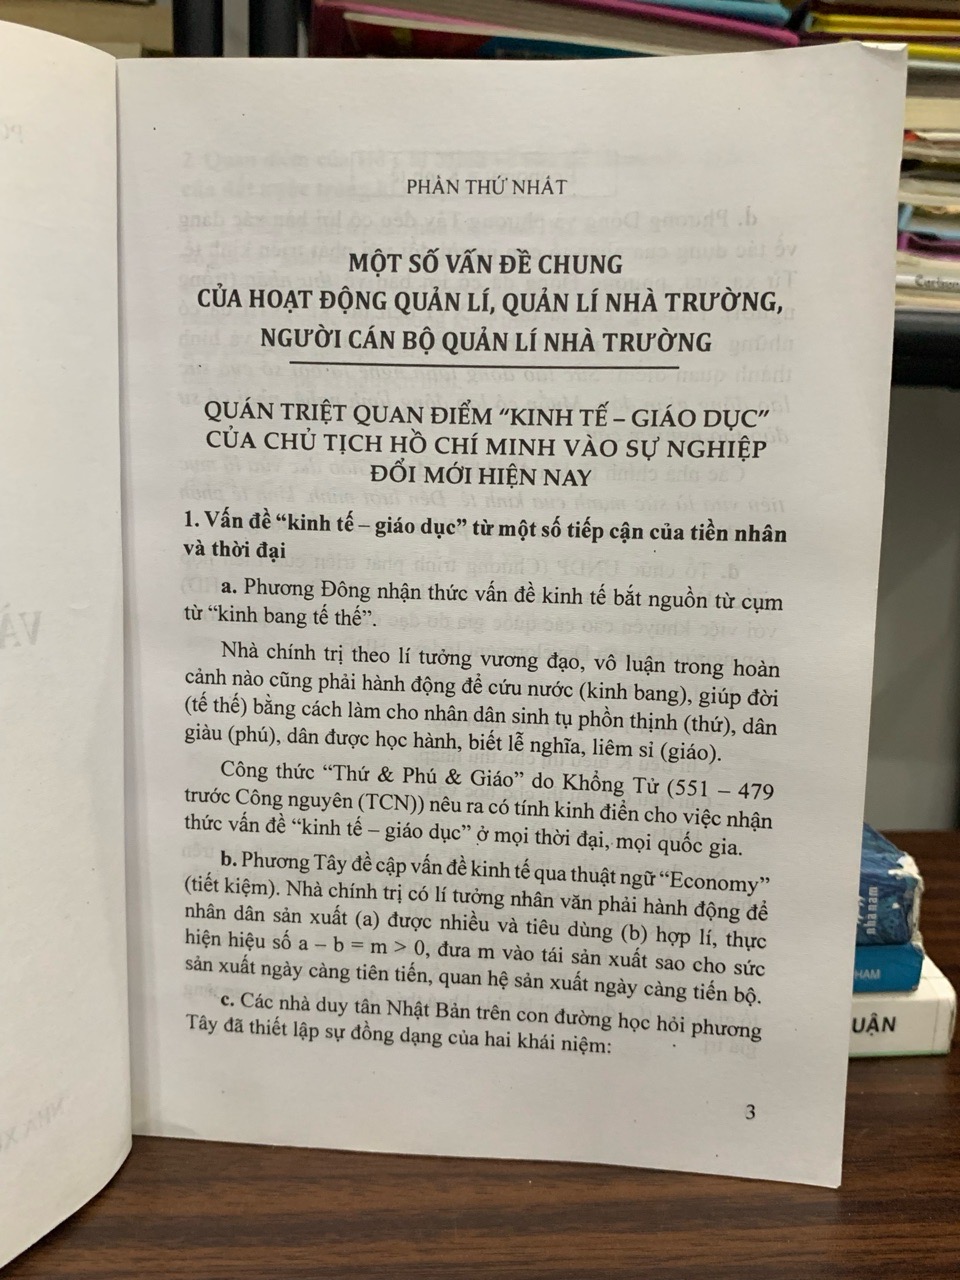 PHẦN THỨ NHẤT
MỘT SỐ VẤN ĐỀ CHUNG
CỦA HOẠT ĐỘNG QUẢN LÍ, QUẢN LÍ NHÀ TRƯỜNG,
NGƯỜI CÁN BỘ QUẢN LÍ NHÀ TRƯỜNG
QUÁN TRIỆT QUAN ĐIỂM “KINH TẾ – GIÁO DỤC”
CỦA CHỦ TỊCH HỒ CHÍ MINH VÀO SỰ NGHIỆP
ĐỔI MỚI HIỆN NAY
1. Vấn đề “kinh tế – giáo dục” từ một số tiếp cận của tiền nhân
và thời đại
a. Phương Đông nhận thức vấn đề kinh tế bắt nguồn từ cụm
từ “kinh bang tế thế”.
Nhà chính trị theo lí tưởng vương đạo, vô luận trong hoàn
cảnh nào cũng phải hành động để cứu nước (kinh bang), giúp đời
(tế thế) bằng cách làm cho nhân dân sinh tụ phồn thịnh (thứ), dân
giàu (phú), dân được học hành, biết lễ nghĩa, liêm sỉ (giáo).
Công thức “Thứ & Phú & Giáo” do Khổng Tử (551 – 479
trước Công nguyên (TCN)) nêu ra có tính kinh điển cho việc nhận
thức vấn đề “kinh tế – giáo dục” ở mọi thời đại, mọi quốc gia.
b. Phương Tây đề cập vấn đề kinh tế qua thuật ngữ “Economy”
(tiết kiệm). Nhà chính trị có lí tưởng nhân văn phải hành động để
nhân dân sản xuất (a) được nhiều và tiêu dùng (b) hợp lí, thực
hiện hiệu số a – b = m > 0, đưa m vào tái sản xuất sao cho sức
sản xuất ngày càng tiên tiến, quan hệ sản xuất ngày càng tiến bộ.
c. Các nhà duy tân Nhật Bản trên con đường học hỏi phương
Tây đã thiết lập sự đồng dạng của hai khái niệm:
3
nhã nam
HAM
UẬN